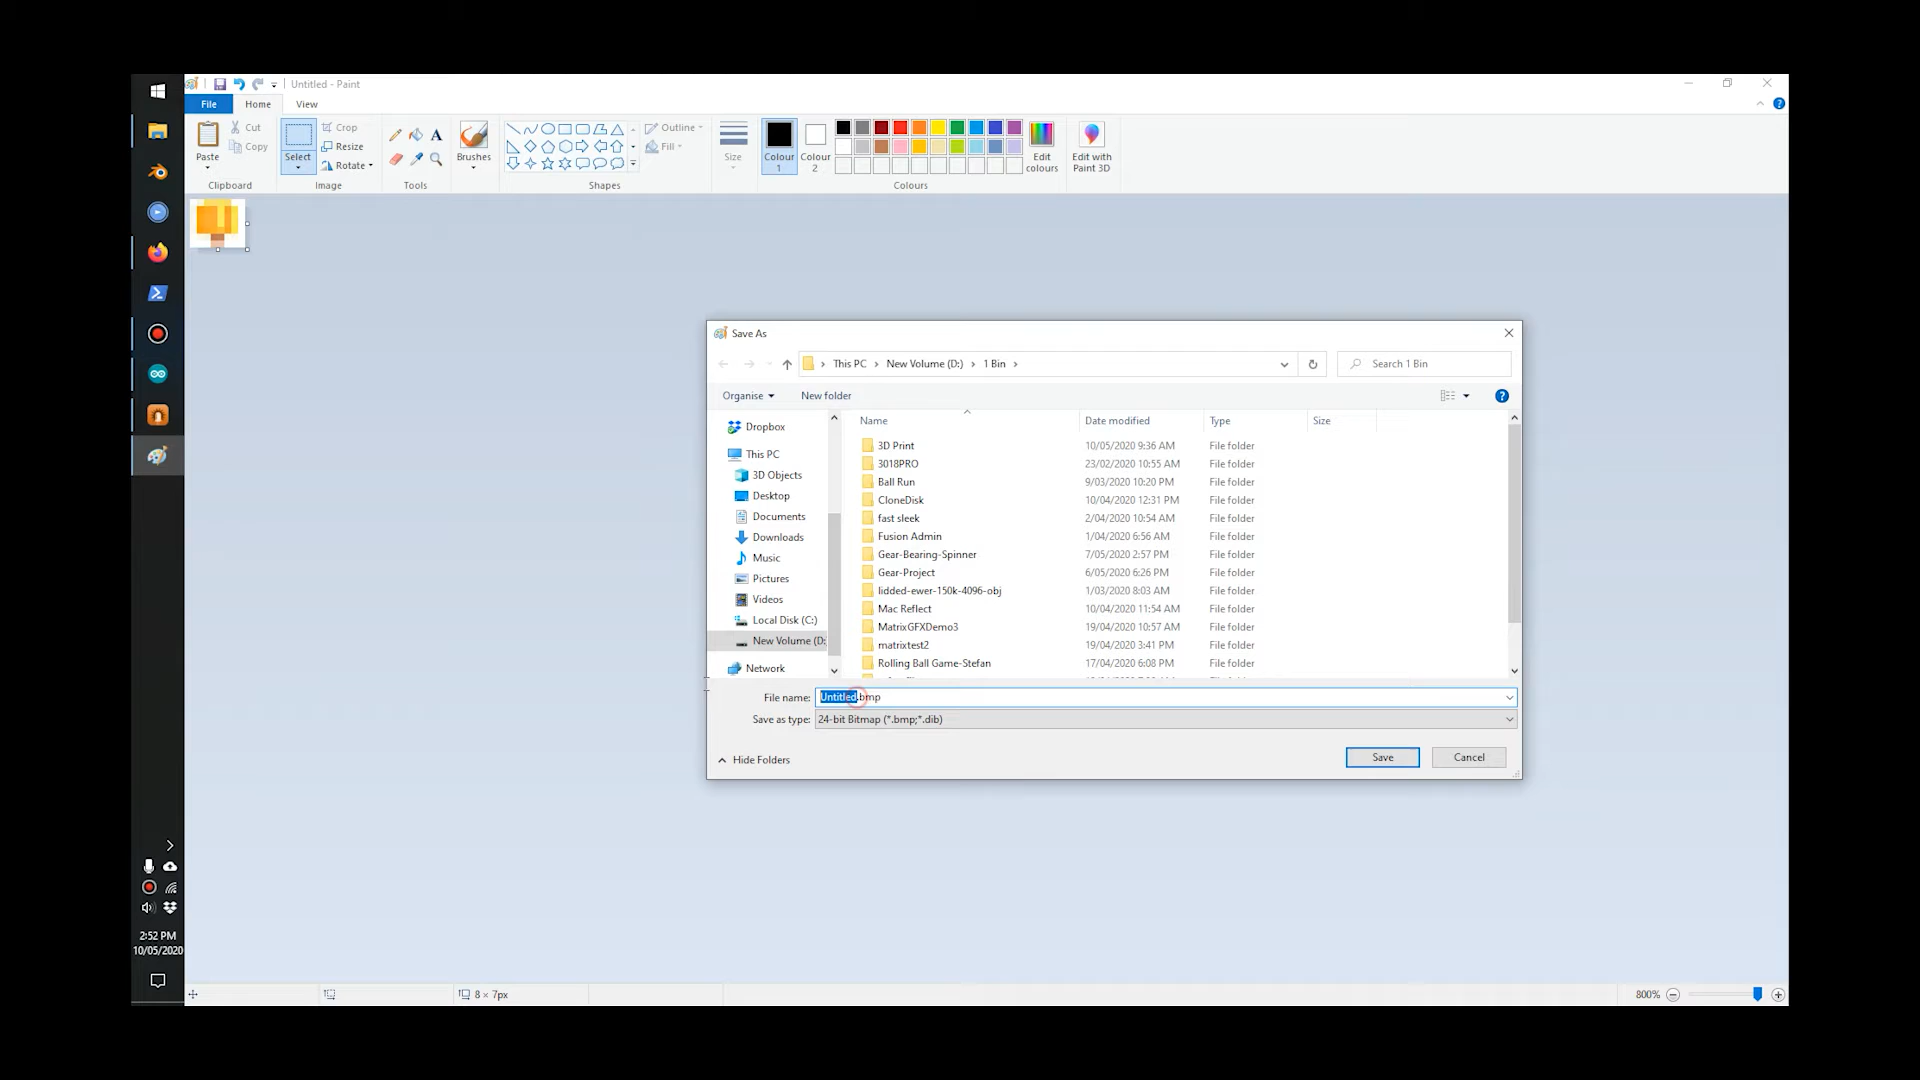 Untitled - Paint
File
Home
View
Paste
Cut
Copy
Clipboard
Select
Crop
Resize
Rotate
Image
Tools
Brushes
Shapes
Outline
Fill
Size
Colour 1
Colour 2
Edit colours
Colours
Edit with Paint 3D
Save As
This PC > New Volume (D:) > 1 Bin >
Search 1 Bin
Organise
New folder
Dropbox
This PC
3D Objects
Desktop
Documents
Downloads
Music
Pictures
Videos
Local Disk (C:)
New Volume (D:
Network
Name Date modified Type Size
3D Print 10/05/2020 9:36 AM File folder
3018PRO 23/02/2020 10:55 AM File folder
Ball Run 9/03/2020 10:20 PM File folder
CloneDisk 10/04/2020 12:31 PM File folder
fast sleek 2/04/2020 10:54 AM File folder
Fusion Admin 1/04/2020 6:56 AM File folder
Gear-Bearing-Spinner 7/05/2020 2:57 PM File folder
Gear-Project 6/05/2020 6:26 PM File folder
lidded-ewer-150k-4096-obj 1/03/2020 8:03 AM File folder
Mac Reflect 10/04/2020 11:54 AM File folder
MatrixGFXDemo3 19/04/2020 10:57 AM File folder
matrixtest2 19/04/2020 3:41 PM File folder
Rolling Ball Game-Stefan 17/04/2020 6:08 PM File folder
File name: Untitled.bmp
Save as type: 24-bit Bitmap (*.bmp;*.dib)
Hide Folders
Save
Cancel
2:52 PM
10/05/2020
8 × 7px
800%